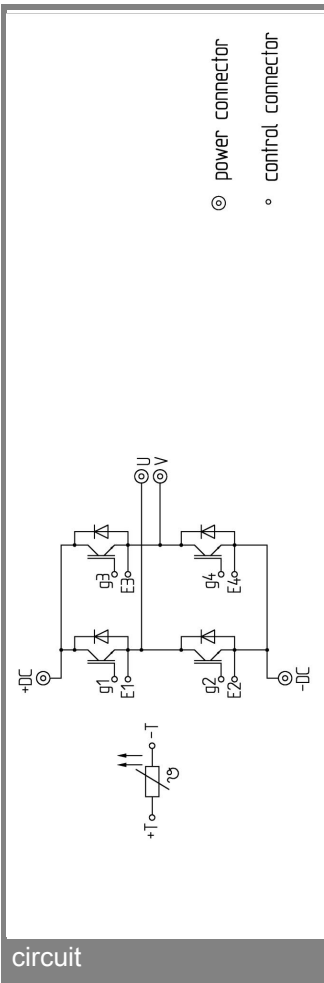 power connector
control connector
U
V
g3
E3
g4
E4
+DC
g1
E1
g2
E2
-DC
-T
+T
circuit